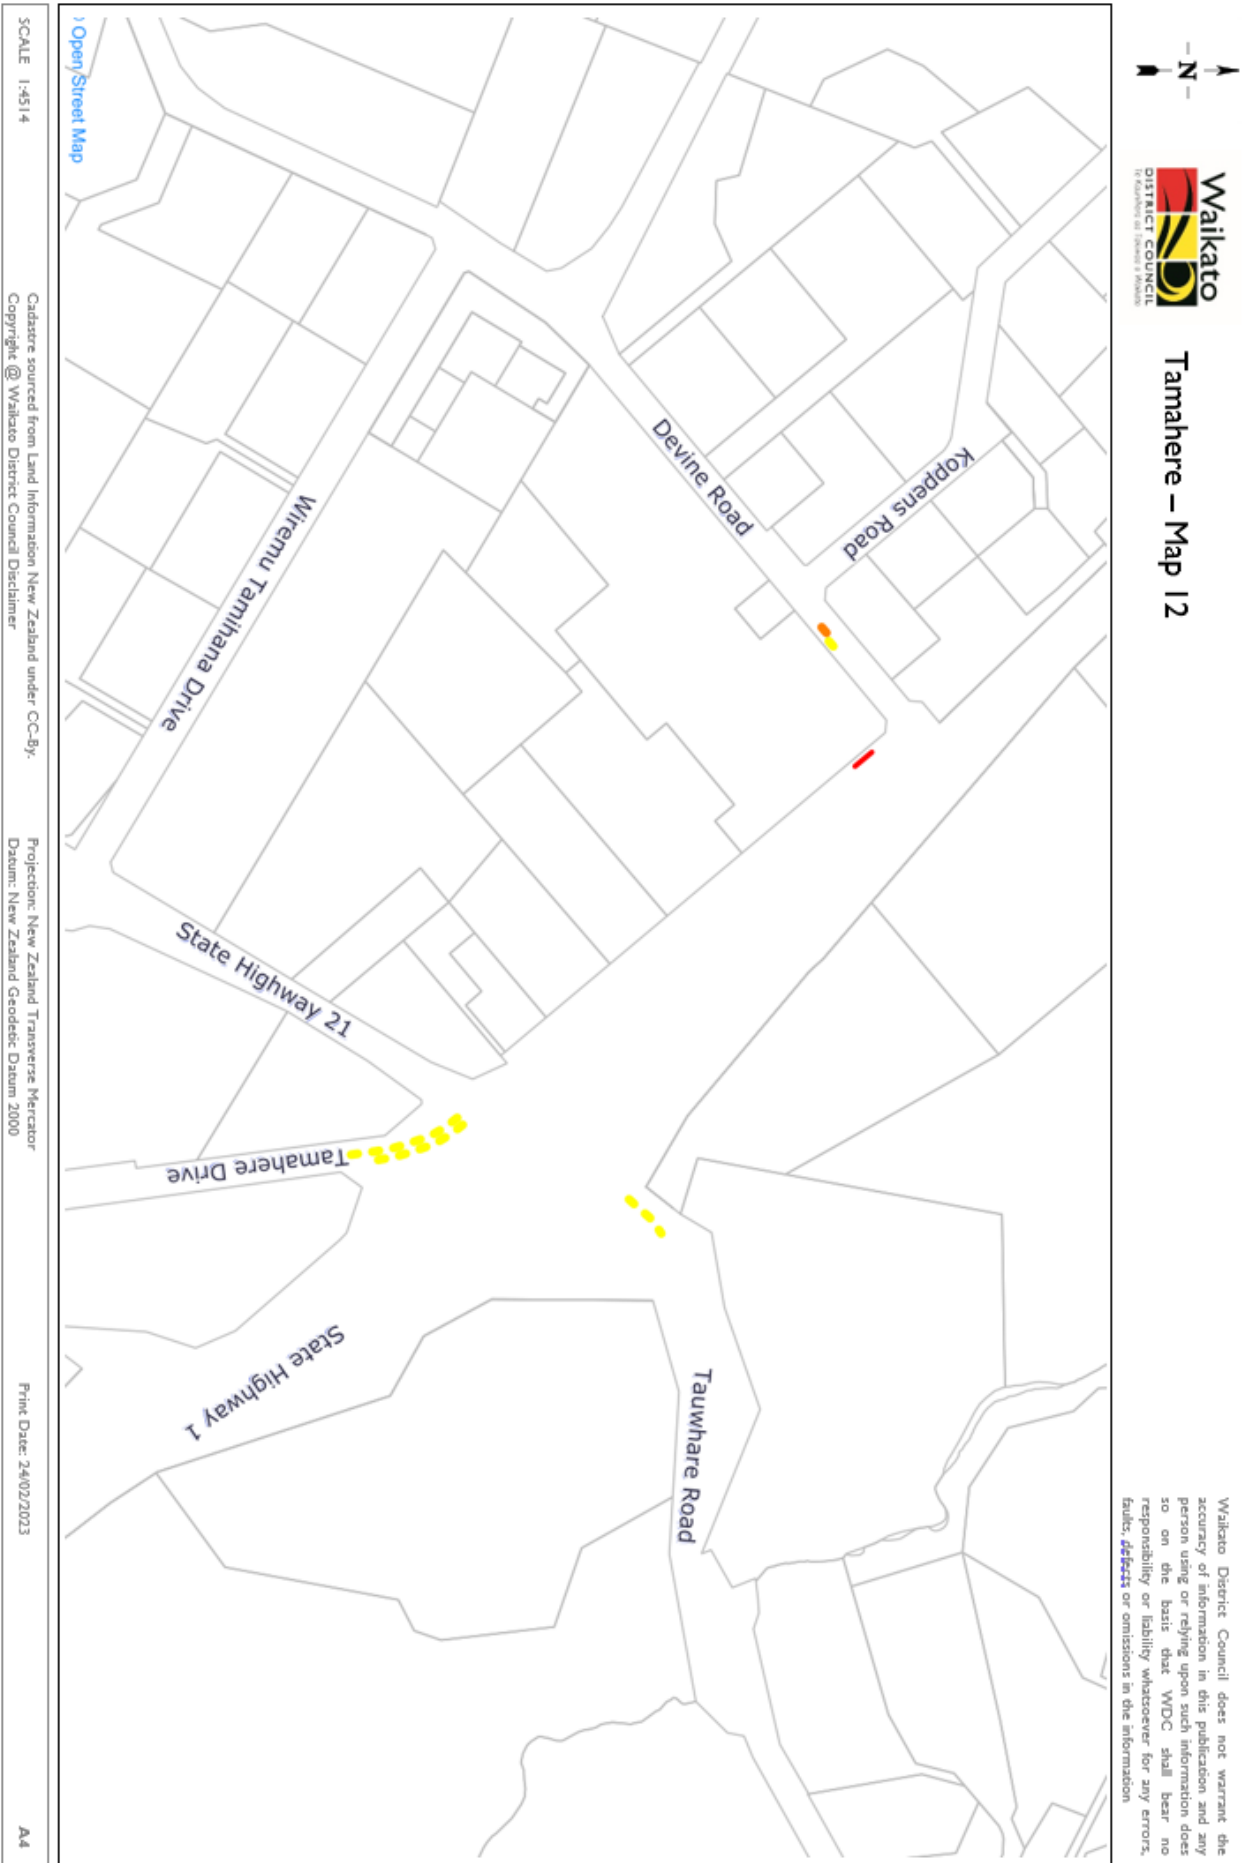 N
Waikato
DISTRICT COUNCIL
Te Kaunihera aa Takiwaa o Waikato
Tamahere – Map 12
Waikato District Council does not warrant the
accuracy of information in this publication and any
person using or relying upon such information does
so on the basis that WDC shall bear no
responsibility or liability whatsoever for any errors,
faults, defects or omissions in the information
Koppens Road
Devine Road
Wiremu Tamihana Drive
State Highway 21
Tamahere Drive
State Highway 1
Tauwhare Road
) Open Street Map
SCALE 1:4514
Cadastre sourced from Land Information New Zealand under CC-By.
Copyright @ Waikato District Council Disclaimer
Projection: New Zealand Transverse Mercator
Datum: New Zealand Geodetic Datum 2000
Print Date: 24/02/2023
A4